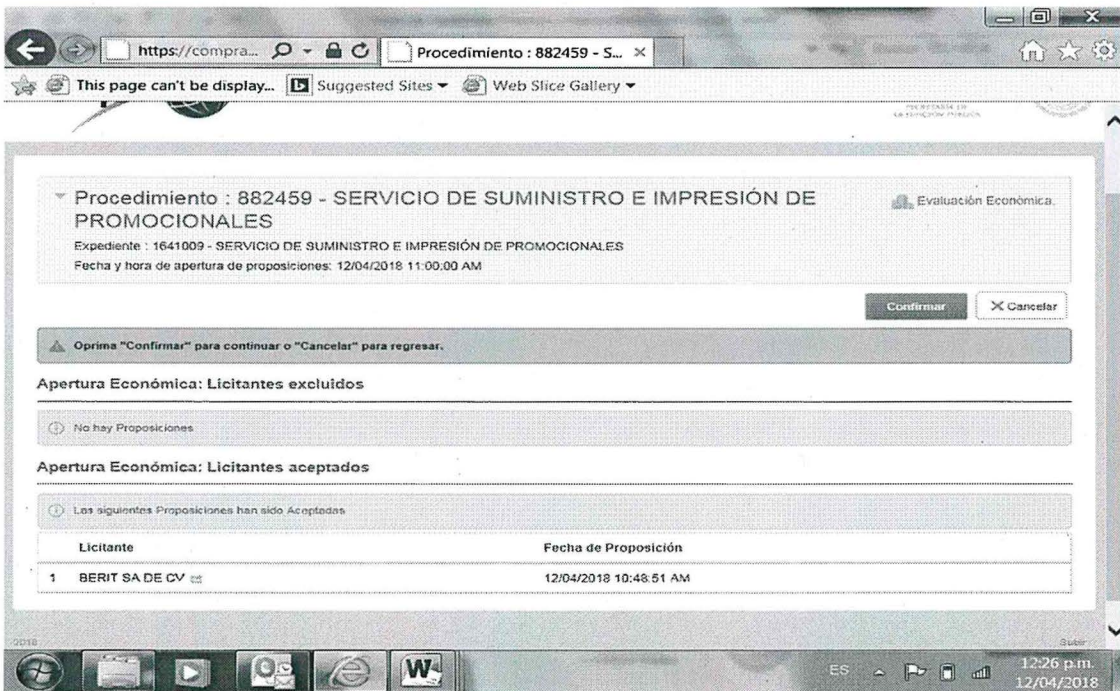 https://compra...
Procedimiento : 882459 - S...
This page can't be display...
Suggested Sites
Web Slice Gallery
Procedimiento : 882459 - SERVICIO DE SUMINISTRO E IMPRESIÓN DE
PROMOCIONALES
Evaluación Económica.
Expediente : 1641009 - SERVICIO DE SUMINISTRO E IMPRESIÓN DE PROMOCIONALES
Fecha y hora de apertura de proposiciones: 12/04/2018 11:00:00 AM
Confirmar
Cancelar
Oprima "Confirmar" para continuar o "Cancelar" para regresar.
Apertura Económica: Licitantes excluidos
No hay Proposiciones
Apertura Económica: Licitantes aceptados
Las siguientes Proposiciones han sido Aceptadas
Licitante Fecha de Proposición
1 BERIT SA DE CV 12/04/2018 10:48:51 AM
2018
Subir
ES
12:26 p.m.
12/04/2018